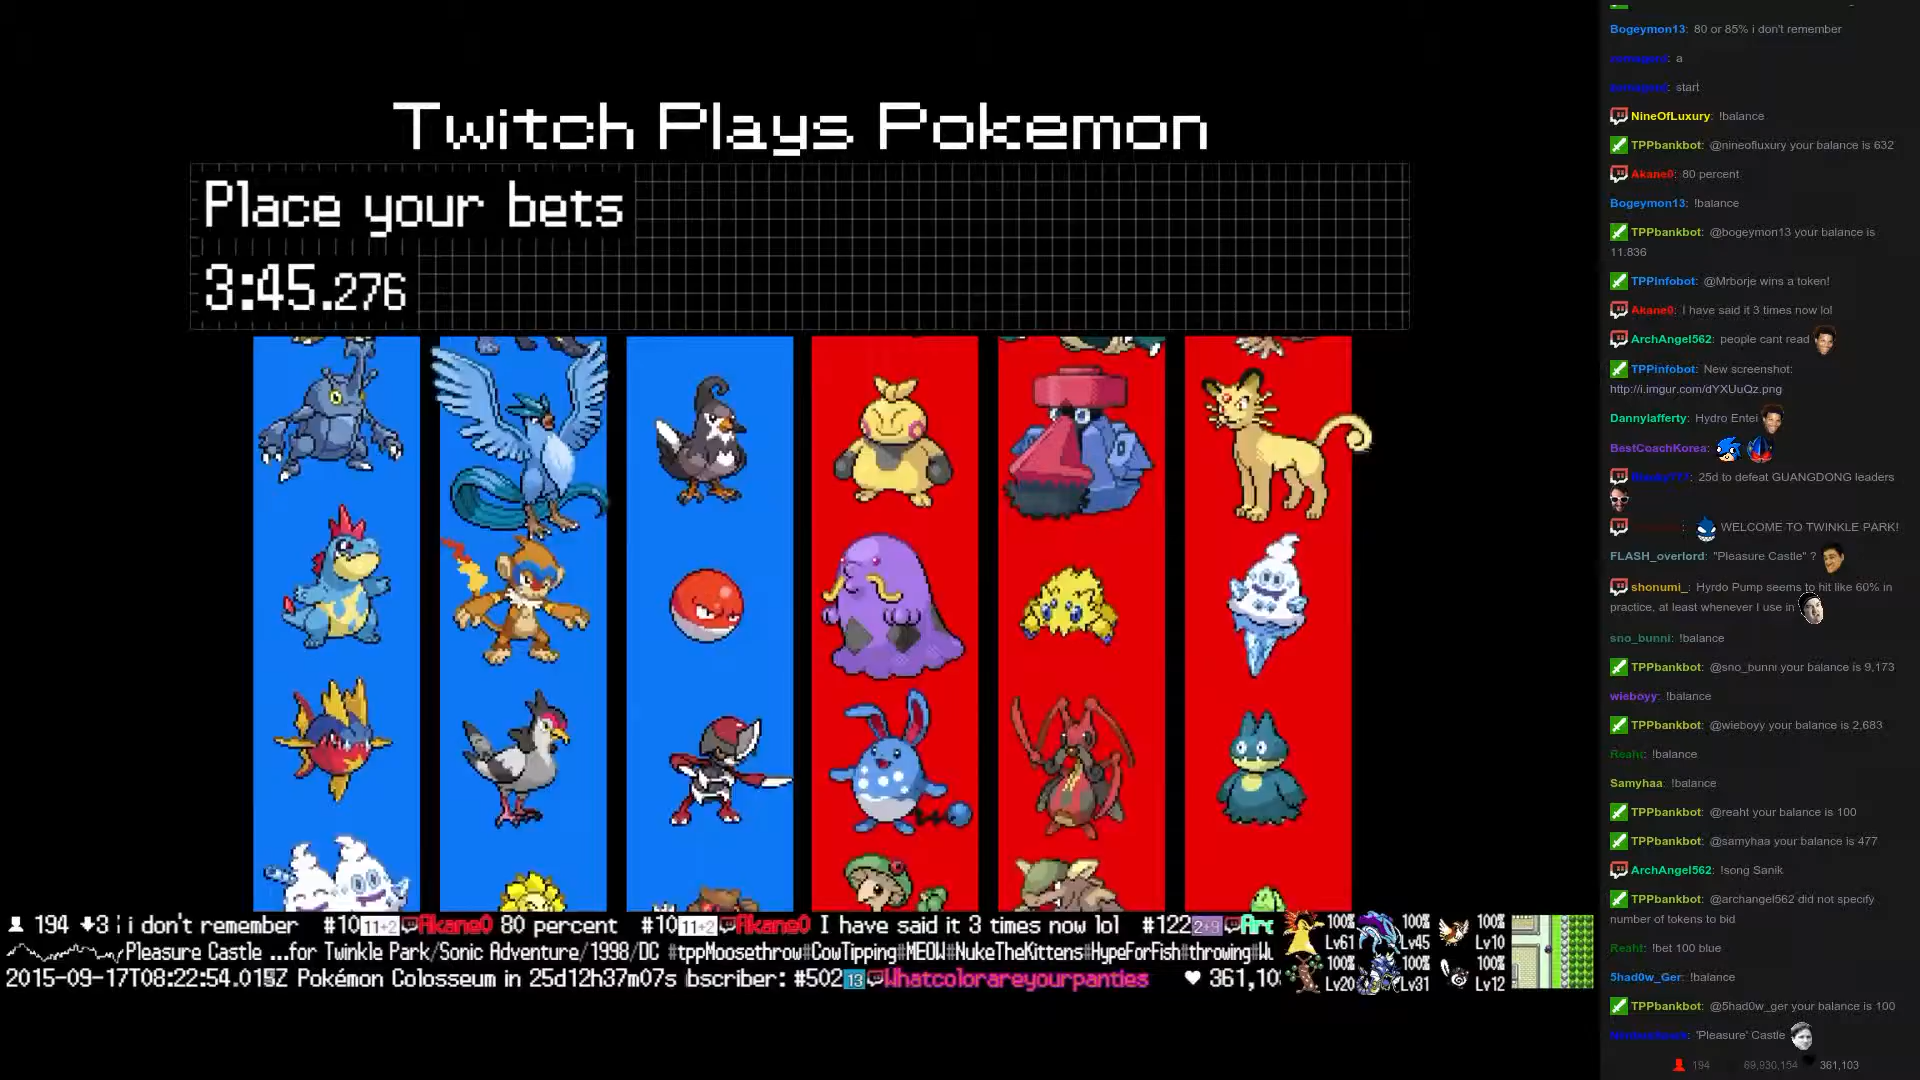 Twitch Plays Pokemon
Place your bets
3:45.276
194 3 i don't remember #10 11+2 Akane0 80 percent #10 11+2 Akane0 I have said it 3 times now lol #122 2+9 Arc
Pleasure Castle ...for Twinkle Park/Sonic Adventure/1998/DC #tppMoosethrow#CowTipping#MEOW#NukeTheKittens#HypeForFish#throwing#
Pokémon Colosseum in 25d12h37m07s bscriber: #502 13 Whatcolorareyourpanties 361,10
100% Lv61 100% Lv45 100% Lv10
100% Lv20 100% Lv31 100% Lv12
Bogeymon13: 80 or 85% i don't remember
a
start
NineOfLuxury: !balance
TPPbankbot: @nineofluxury your balance is 632
Akane0: 80 percent
Bogeymon13: !balance
TPPbankbot: @bogeymon13 your balance is
11,836
TPPInfobot: @Mrborje wins a token!
Akane0: I have said it 3 times now lol
ArchAngel562: people cant read
TPPInfobot: New screenshot:
http://i.imgur.com/dYXUuQz.png
Dannylafferty: Hydro Entei
BestCoachKorea:
25d to defeat GUANGDONG leaders
WELCOME TO TWINKLE PARK!
FLASH_overlord: "Pleasure Castle" ?
shonumi_: Hyrdo Pump seems to hit like 60% in
practice, at least whenever I use in
sno_bunni: !balance
TPPbankbot: @sno_bunni your balance is 9,173
wieboyy: !balance
TPPbankbot: @wieboyy your balance is 2,683
Reaht: !balance
Samyhaa: !balance
TPPbankbot: @reaht your balance is 100
TPPbankbot: @samyhaa your balance is 477
ArchAngel562: !song Sanik
TPPbankbot: @archangel562 did not specify
number of tokens to bid
Reaht: !bet 100 blue
5had0w_Ger: !balance
TPPbankbot: @5had0w_ger your balance is 100
'Pleasure' Castle
194 69,930,154 361,103